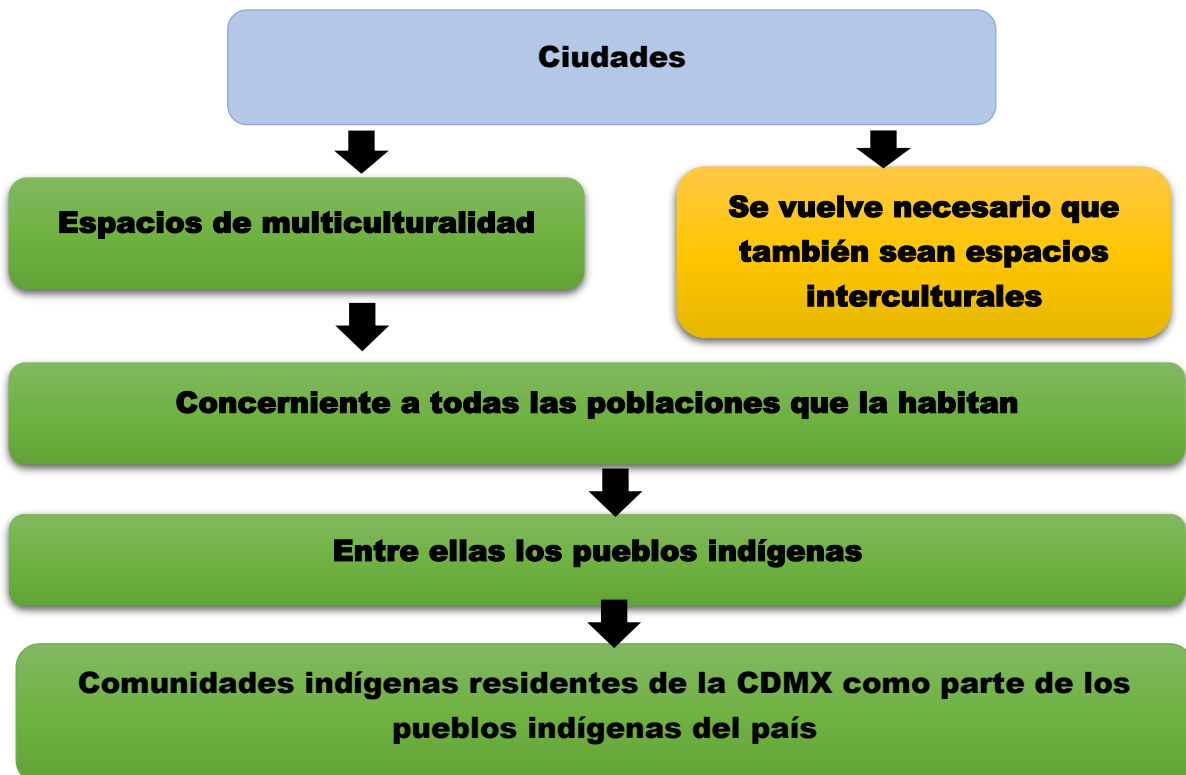 Ciudades
Espacios de multiculturalidad
Se vuelve necesario que
también sean espacios
interculturales
Concerniente a todas las poblaciones que la habitan
Entre ellas los pueblos indígenas
Comunidades indígenas residentes de la CDMX como parte de los
pueblos indígenas del país